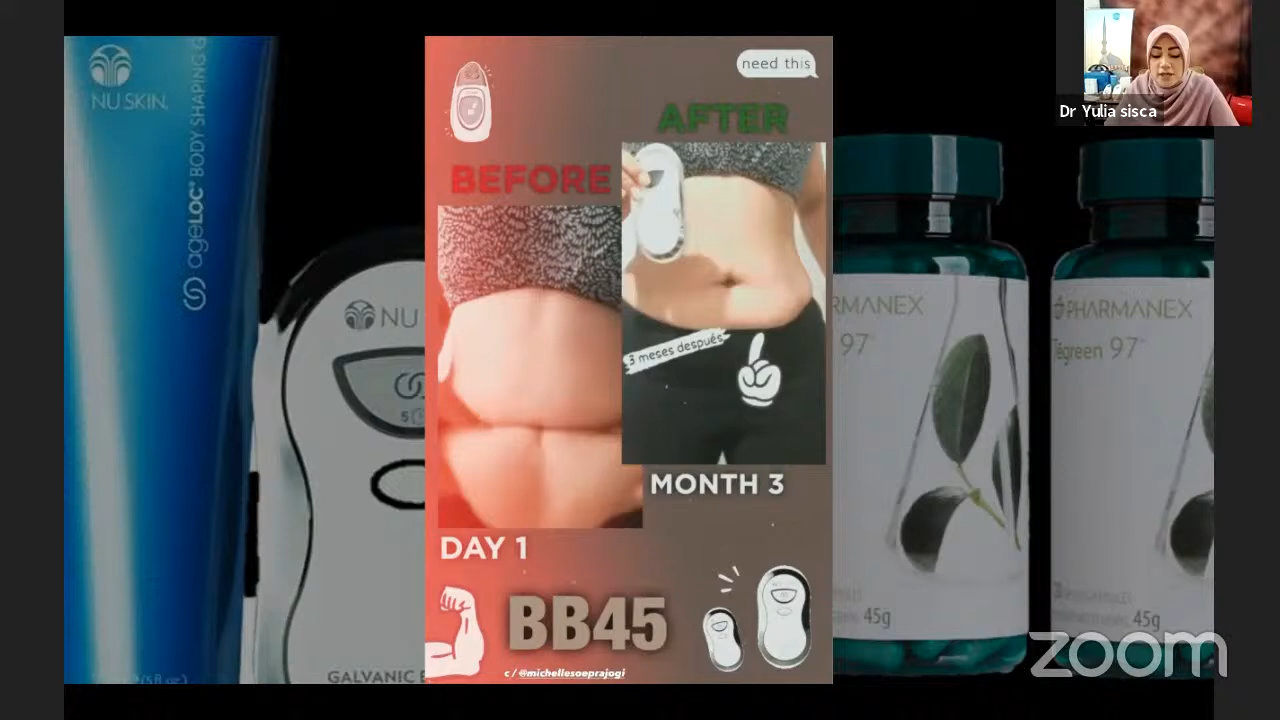 need this
AFTER
BEFORE
3 meses después
MONTH 3
DAY 1
BB45
c/@michellesoeprajogi
NU SKIN.
ageLOC® BODY SHAPING
NU
GALVANIC
RMANEX
97
45g
PHARMANEX
Tegreen 97
45g
Dr Yulia sisca
zoom